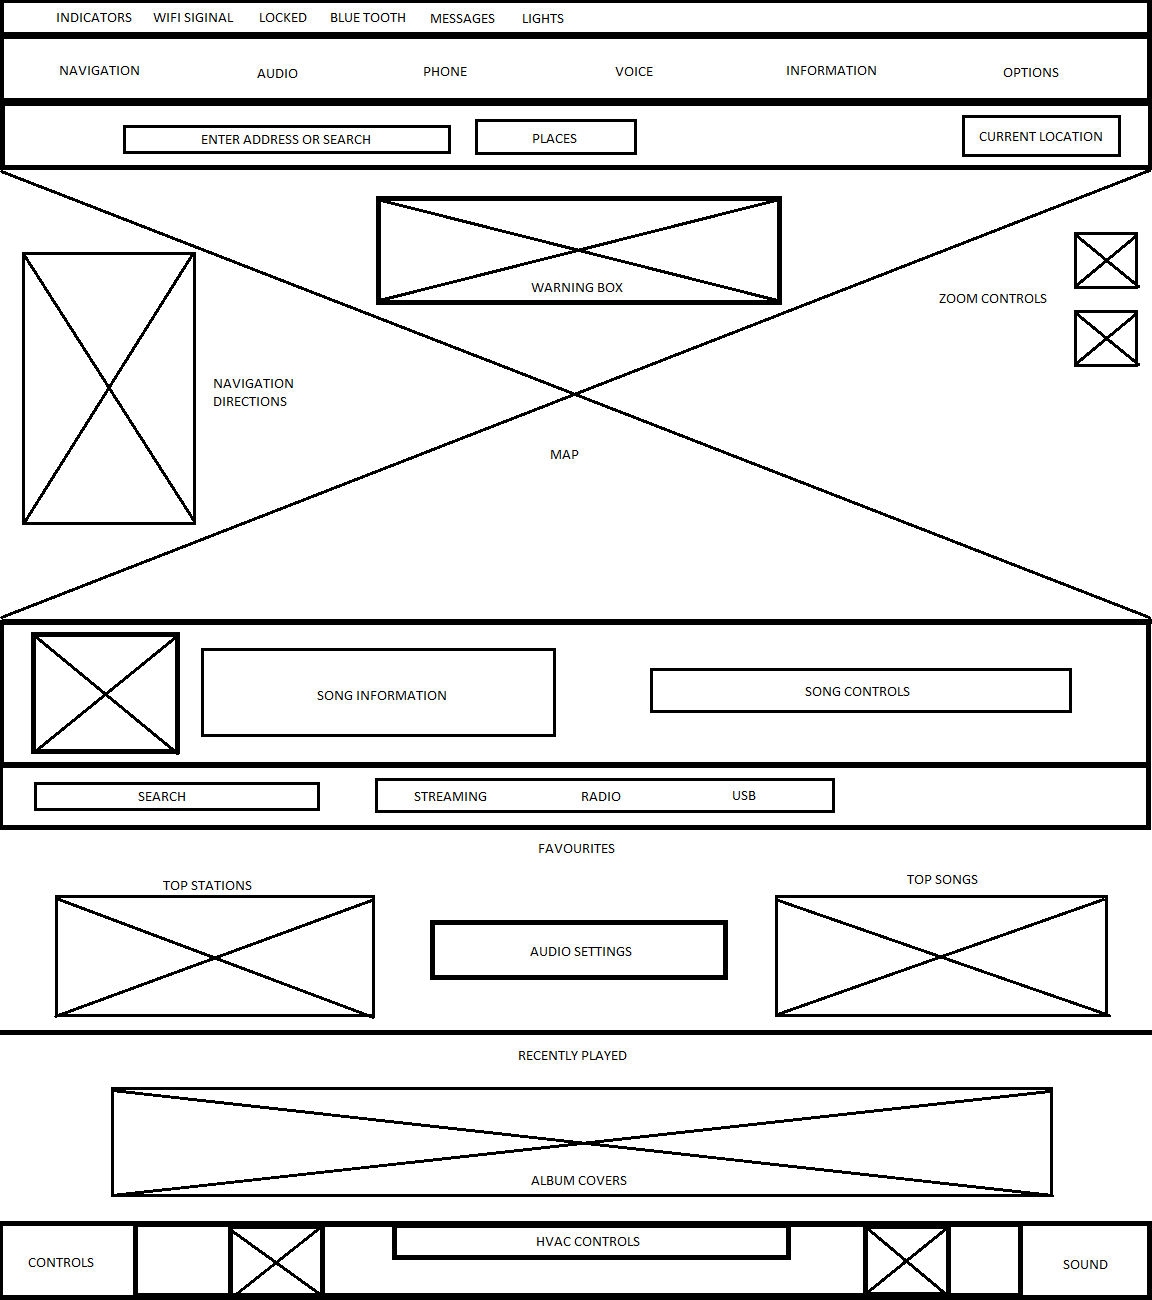 INDICATORS WIFI SIGINAL LOCKED BLUE TOOTH MESSAGES LIGHTS
NAVIGATION AUDIO PHONE VOICE INFORMATION OPTIONS
ENTER ADDRESS OR SEARCH PLACES CURRENT LOCATION
WARNING BOX
ZOOM CONTROLS
NAVIGATION
DIRECTIONS
MAP
SONG INFORMATION SONG CONTROLS
SEARCH STREAMING RADIO USB
FAVOURITES
TOP STATIONS TOP SONGS
AUDIO SETTINGS
RECENTLY PLAYED
ALBUM COVERS
CONTROLS HVAC CONTROLS SOUND